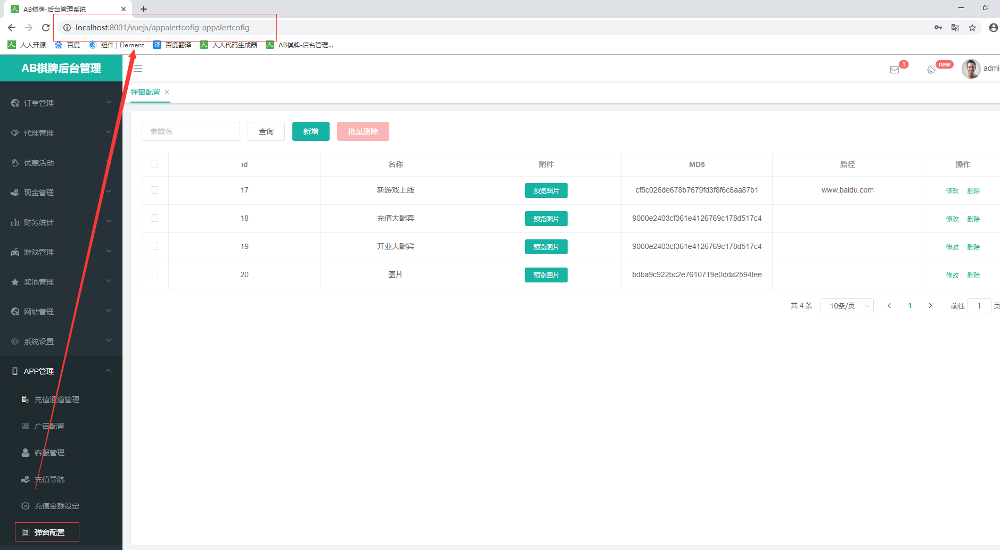 AB棋牌-后台管理系统
localhost:8001/vuejs/appalertcofig-appalertcofig
人人开源 百度 组件 | Element 译 百度翻译 人人代码生成器 AB棋牌-后台管理...
AB棋牌后台管理
1 new admi
弹窗配置
订单管理
代理管理
优惠活动
现金管理
财务统计
游戏管理
奖池管理
网站管理
系统设置
APP管理
充值通道管理
广告配置
客服管理
充值导航
充值金额设定
弹窗配置
参数名 查询 新增 批量删除
id 名称 附件 MD5 路径 操作
17 新游戏上线 预览图片 cf5c026de678b7679fd3f8f6c6aa87b1 www.baidu.com 修改 删除
18 充值大酬宾 预览图片 9000e2403cf361e4126769c178d517c4 修改 删除
19 开业大酬宾 预览图片 9000e2403cf361e4126769c178d517c4 修改 删除
20 图片 预览图片 bdba9c922bc2e7610719e0dda2594fee 修改 删除
共 4 条 10条/页 1 前往 1 页